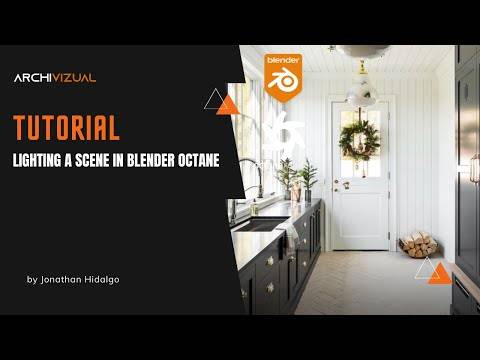 ARCHIVIZUAL
TUTORIAL
LIGHTING A SCENE IN BLENDER OCTANE
by Jonathan Hidalgo
blender